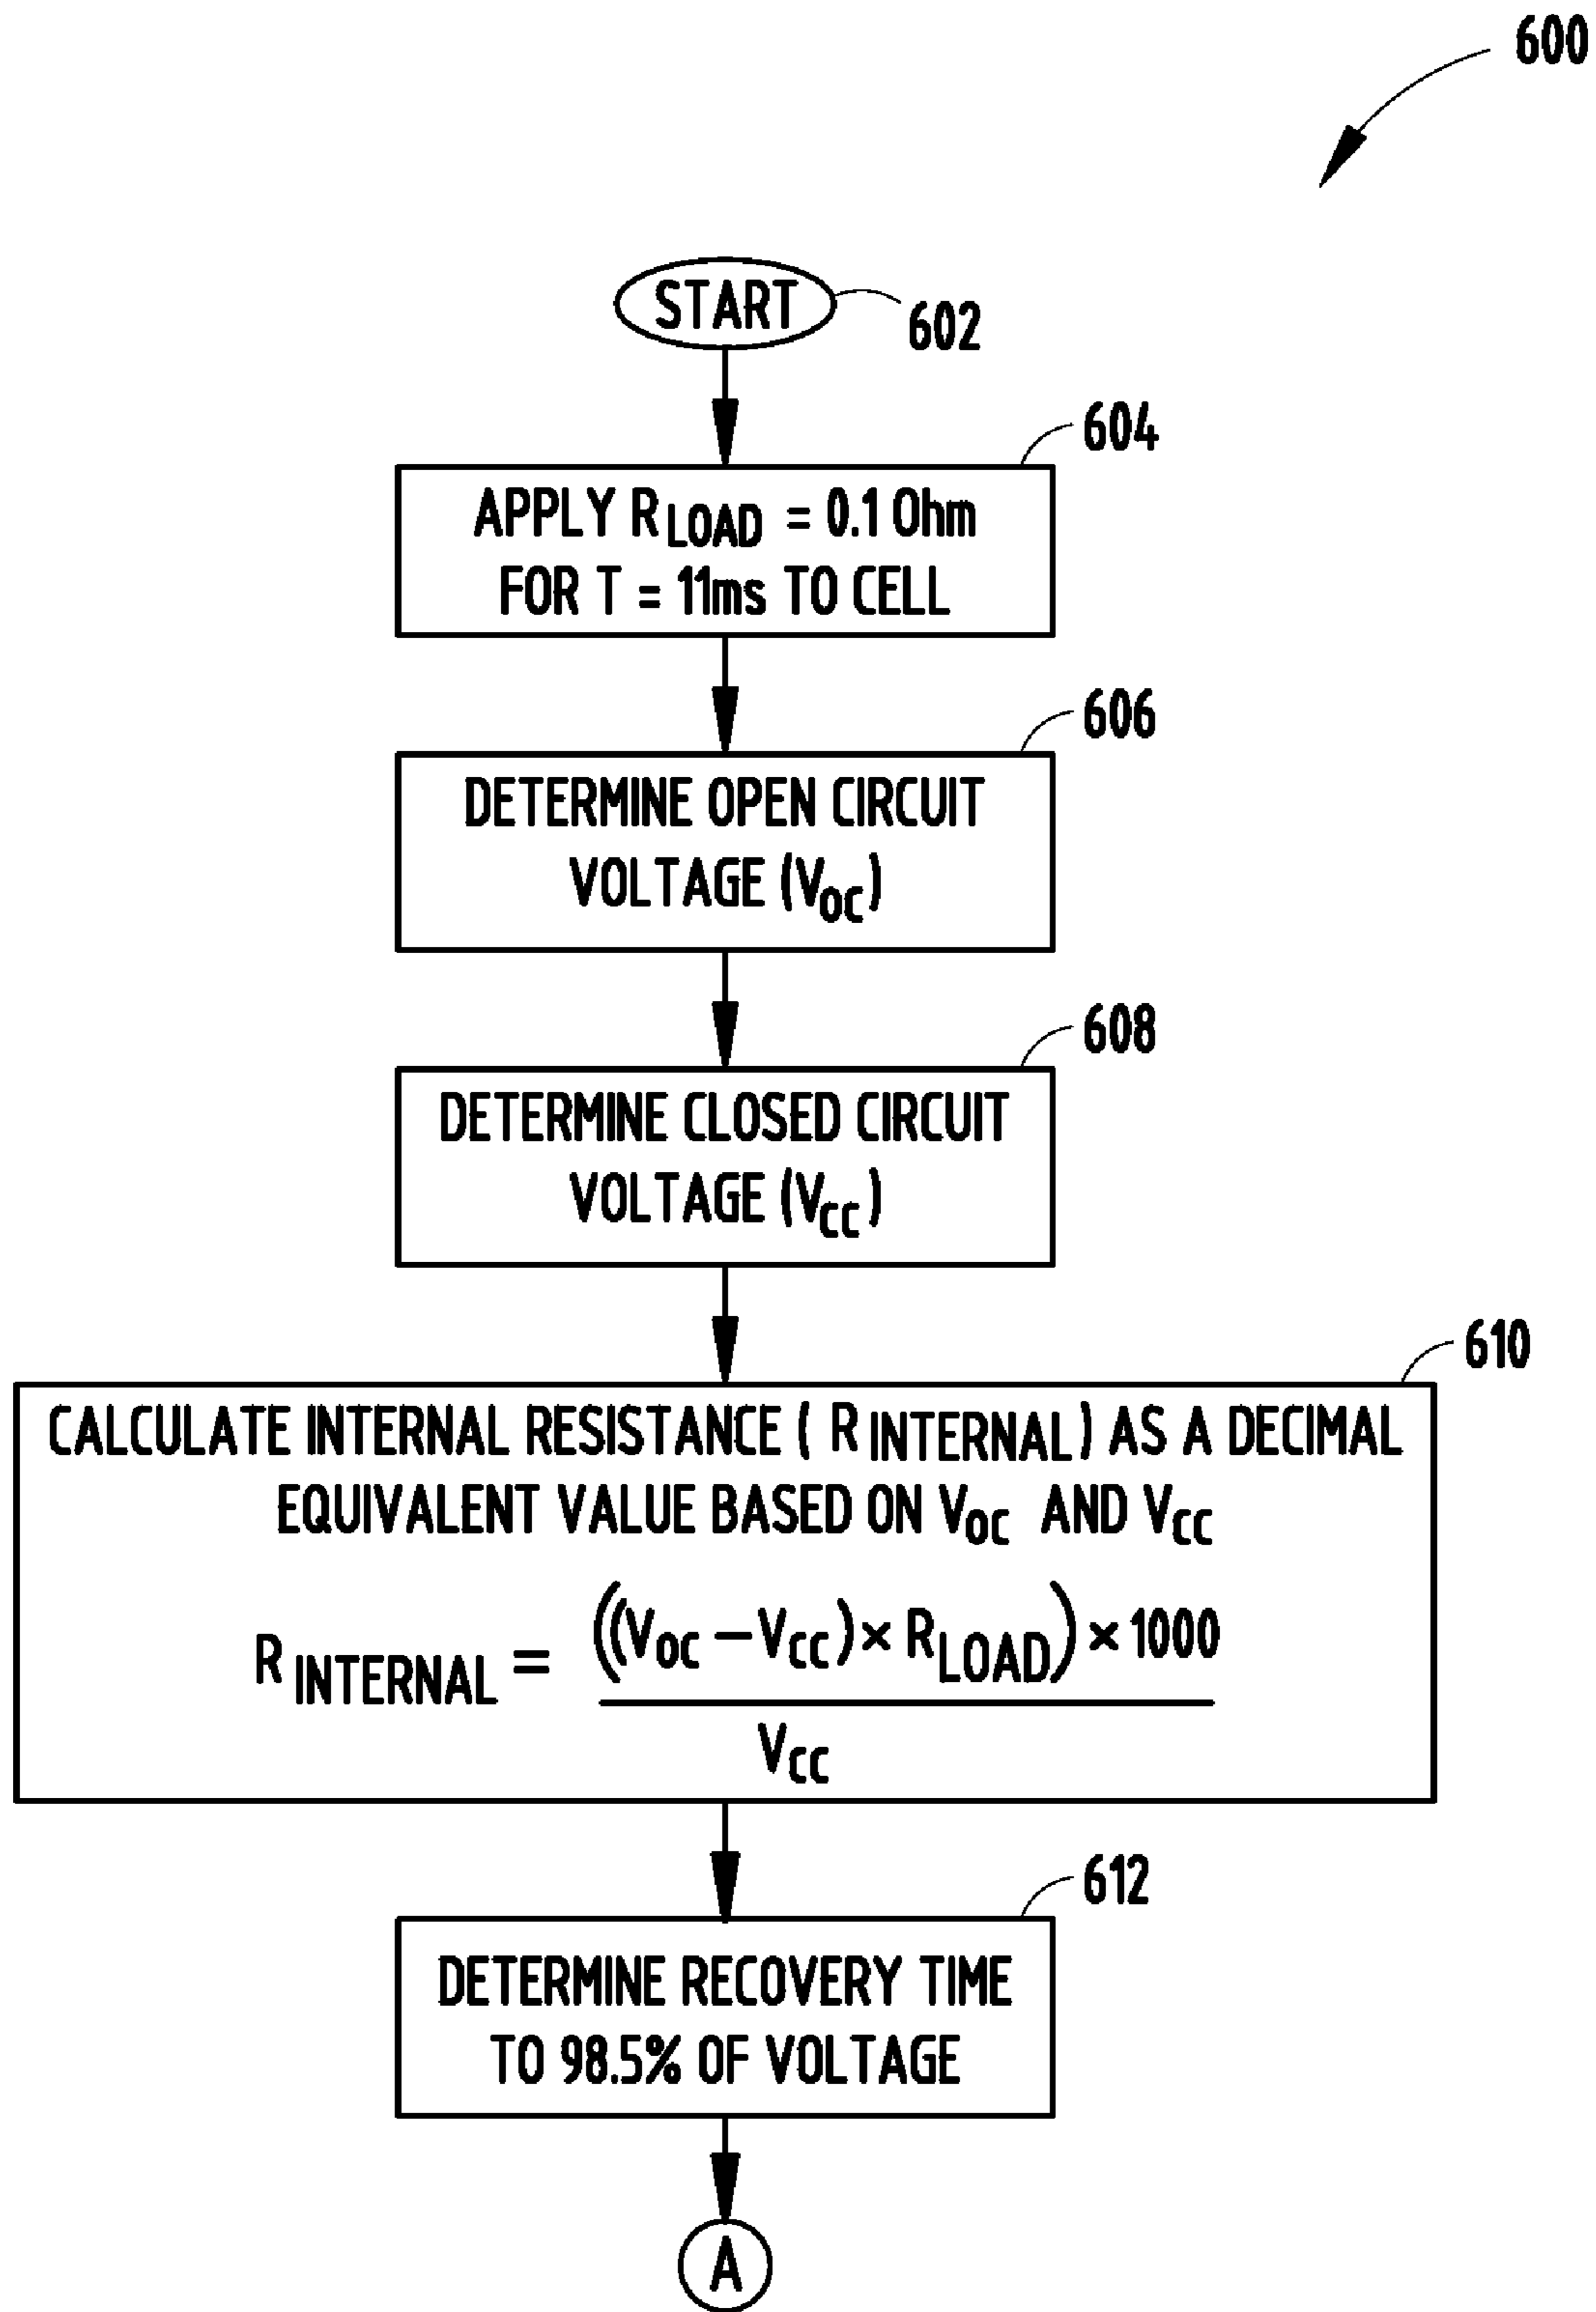 600
START
602
604
APPLY R LOAD = 0.1 Ohm
FOR T = 11ms TO CELL
606
DETERMINE OPEN CIRCUIT
VOLTAGE (VOC)
608
DETERMINE CLOSED CIRCUIT
VOLTAGE (VCC)
610
CALCULATE INTERNAL RESISTANCE ( R INTERNAL) AS A DECIMAL
EQUIVALENT VALUE BASED ON VOC AND VCC
R INTERNAL = ((VOC – VCC) × R LOAD) × 1000
VCC
612
DETERMINE RECOVERY TIME
TO 98.5% OF VOLTAGE
A